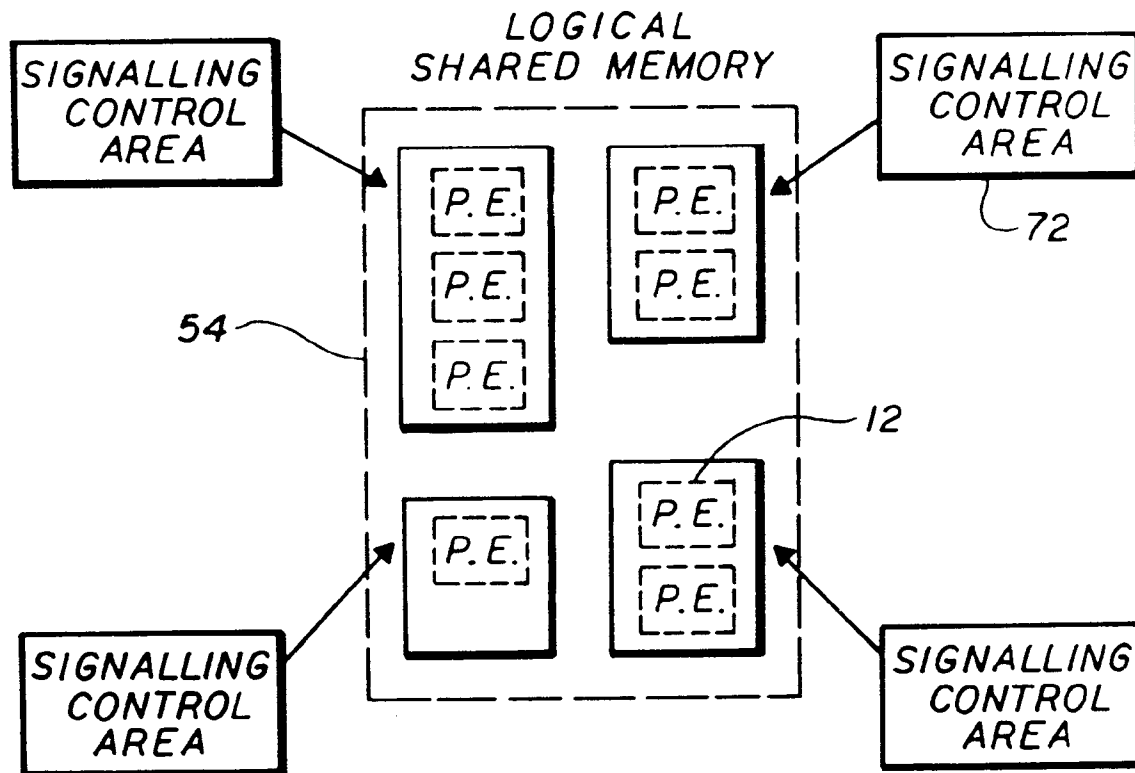 LOGICAL
SHARED MEMORY
SIGNALLING
CONTROL
AREA
SIGNALLING
CONTROL
AREA
72
P.E.
P.E.
P.E.
P.E.
P.E.
54
12
P.E.
P.E.
P.E.
SIGNALLING
CONTROL
AREA
SIGNALLING
CONTROL
AREA